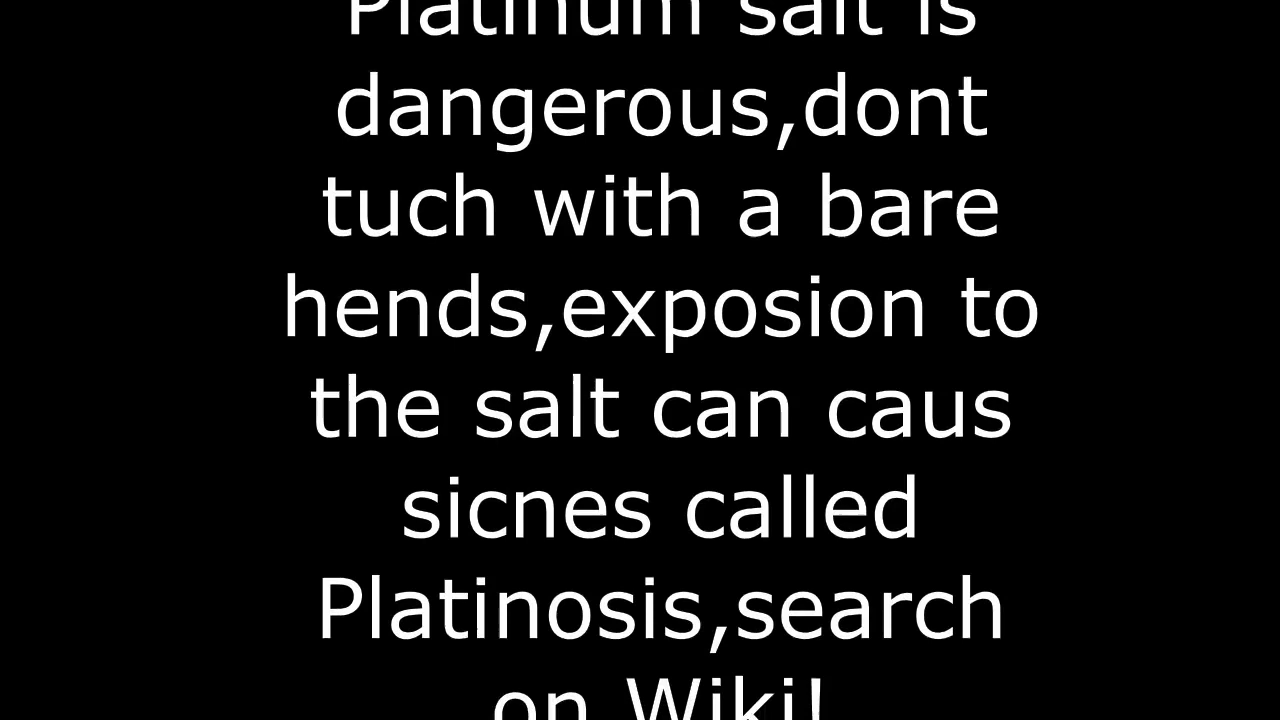 Platinum salt is
dangerous,dont
tuch with a bare
hends,exposion to
the salt can caus
sicnes called
Platinosis,search
on Wiki!